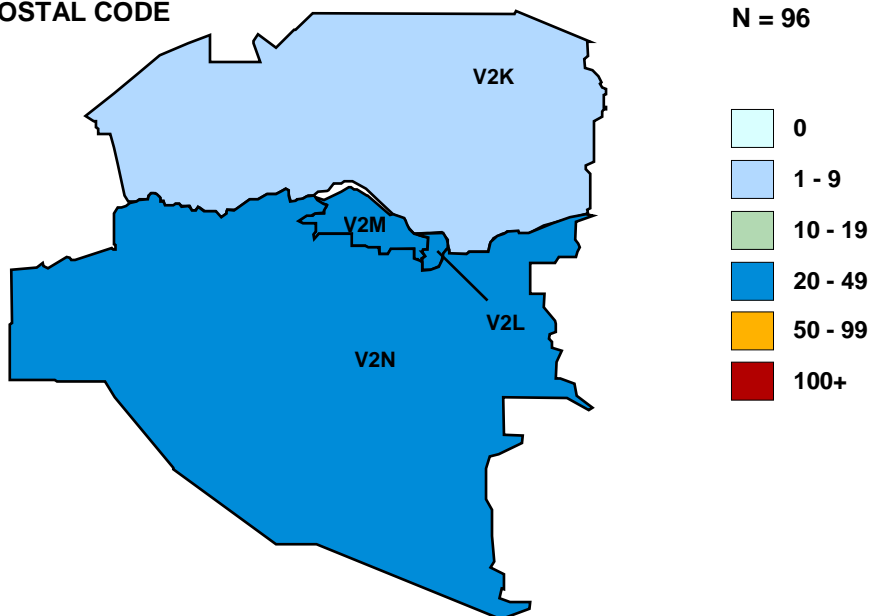 OSTAL CODE
N = 96
V2K
0
1 - 9
10 - 19
20 - 49
50 - 99
100+
V2M
V2L
V2N